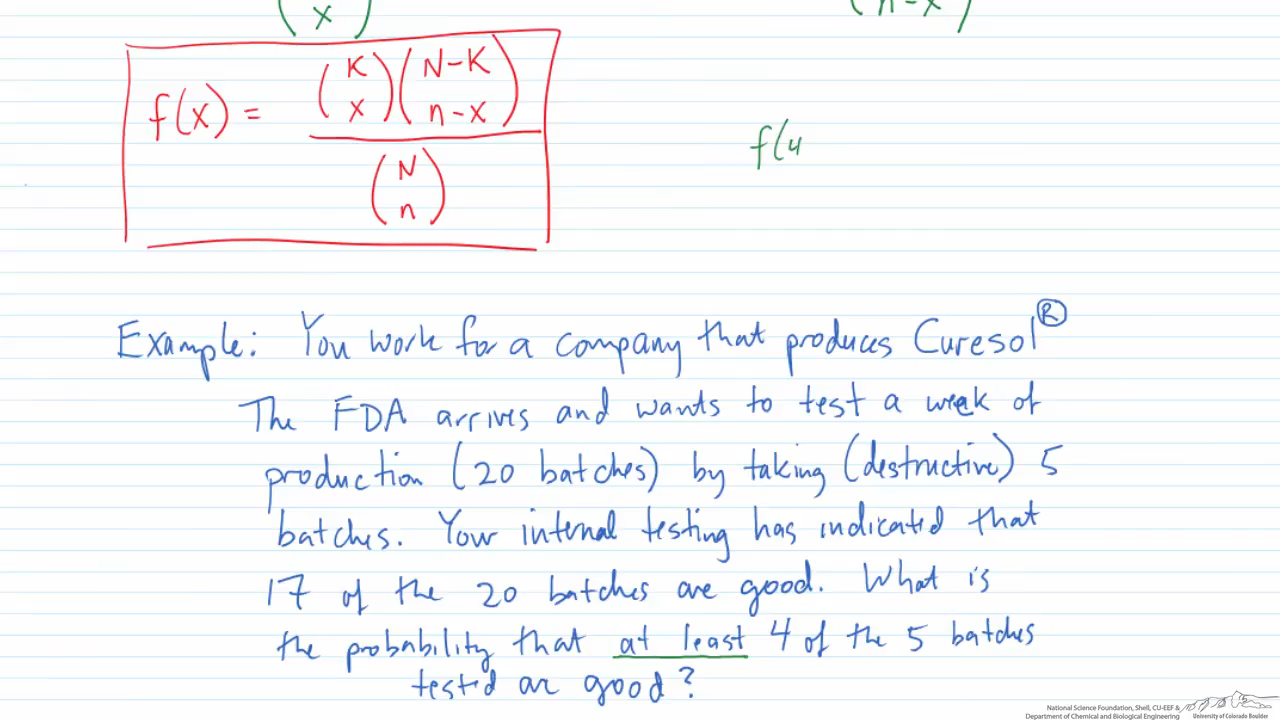 (x) (n-x)
f(x) = (K x)(N-K n-x)
(N n)
f(4
Example: You work for a company that produces Curesol®
The FDA arrives and wants to test a week of
production (20 batches) by taking (destructive) 5
batches. Your internal testing has indicated that
17 of the 20 batches are good. What is
the probability that at least 4 of the 5 batches
tested are good?
National Science Foundation, Shell, CU-EEF &
Department of Chemical and Biological Engineering
University of Colorado Boulder